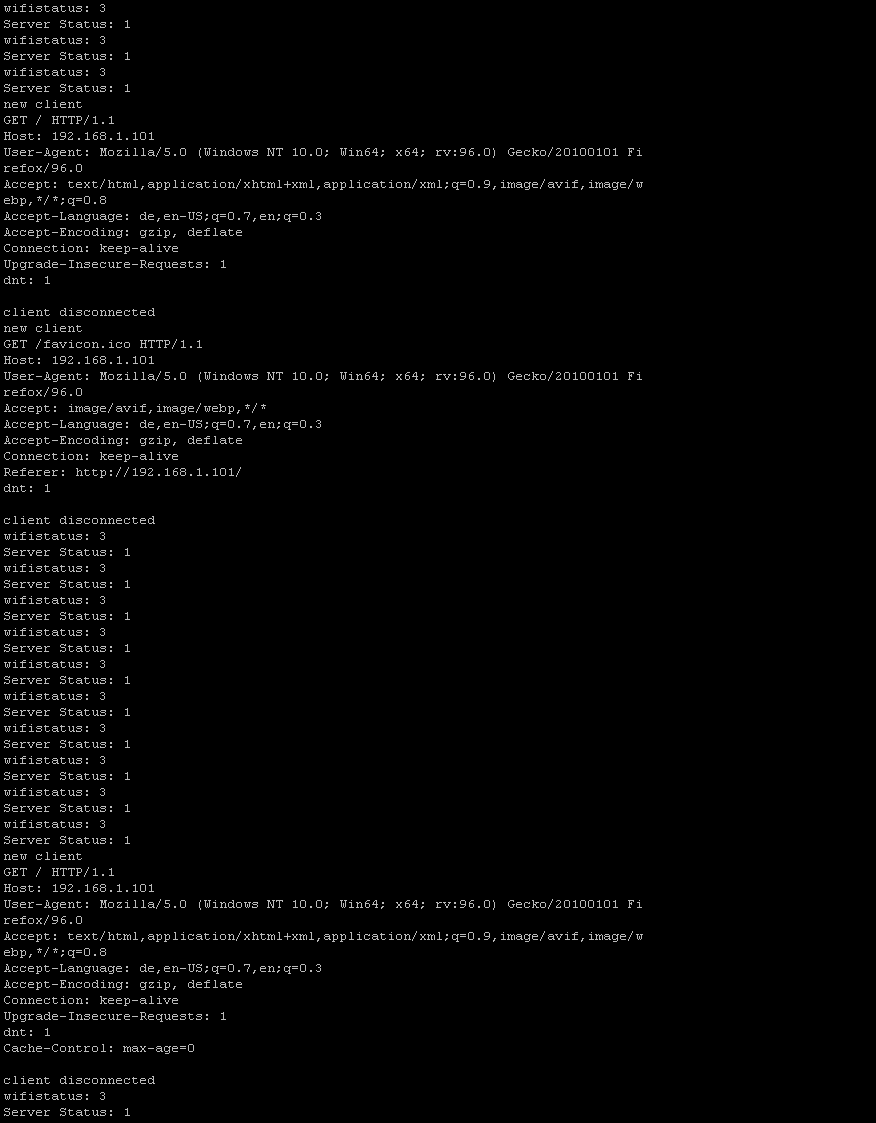 wifistatus: 3
Server Status: 1
wifistatus: 3
Server Status: 1
wifistatus: 3
Server Status: 1
new client
GET / HTTP/1.1
Host: 192.168.1.101
User-Agent: Mozilla/5.0 (Windows NT 10.0; Win64; x64; rv:96.0) Gecko/20100101 Fi
refox/96.0
Accept: text/html,application/xhtml+xml,application/xml;q=0.9,image/avif,image/w
ebp,*/*;q=0.8
Accept-Language: de,en-US;q=0.7,en;q=0.3
Accept-Encoding: gzip, deflate
Connection: keep-alive
Upgrade-Insecure-Requests: 1
dnt: 1

client disconnected
new client
GET /favicon.ico HTTP/1.1
Host: 192.168.1.101
User-Agent: Mozilla/5.0 (Windows NT 10.0; Win64; x64; rv:96.0) Gecko/20100101 Fi
refox/96.0
Accept: image/avif,image/webp,*/*
Accept-Language: de,en-US;q=0.7,en;q=0.3
Accept-Encoding: gzip, deflate
Connection: keep-alive
Referer: http://192.168.1.101/
dnt: 1

client disconnected
wifistatus: 3
Server Status: 1
wifistatus: 3
Server Status: 1
wifistatus: 3
Server Status: 1
wifistatus: 3
Server Status: 1
wifistatus: 3
Server Status: 1
wifistatus: 3
Server Status: 1
wifistatus: 3
Server Status: 1
wifistatus: 3
Server Status: 1
wifistatus: 3
Server Status: 1
wifistatus: 3
Server Status: 1
new client
GET / HTTP/1.1
Host: 192.168.1.101
User-Agent: Mozilla/5.0 (Windows NT 10.0; Win64; x64; rv:96.0) Gecko/20100101 Fi
refox/96.0
Accept: text/html,application/xhtml+xml,application/xml;q=0.9,image/avif,image/w
ebp,*/*;q=0.8
Accept-Language: de,en-US;q=0.7,en;q=0.3
Accept-Encoding: gzip, deflate
Connection: keep-alive
Upgrade-Insecure-Requests: 1
dnt: 1
Cache-Control: max-age=0

client disconnected
wifistatus: 3
Server Status: 1